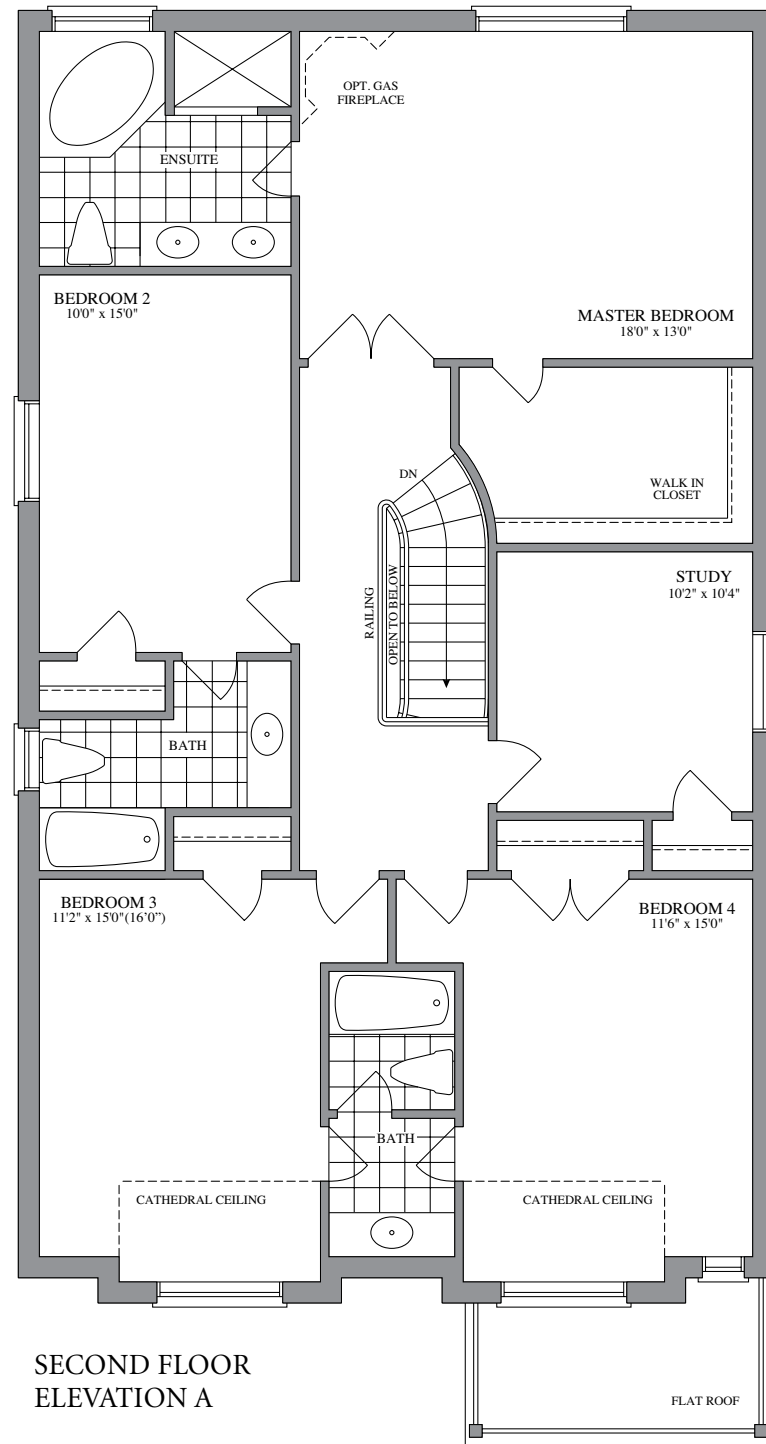 OPT. GAS
FIREPLACE
ENSUITE
BEDROOM 2
10'0" x 15'0"
MASTER BEDROOM
18'0" x 13'0"
DN
WALK IN
CLOSET
RAILING
OPEN TO BELOW
STUDY
10'2" x 10'4"
BATH
BEDROOM 3
11'2" x 15'0"(16'0”)
BEDROOM 4
11'6" x 15'0"
BATH
CATHEDRAL CEILING
CATHEDRAL CEILING
SECOND FLOOR
ELEVATION A
FLAT ROOF